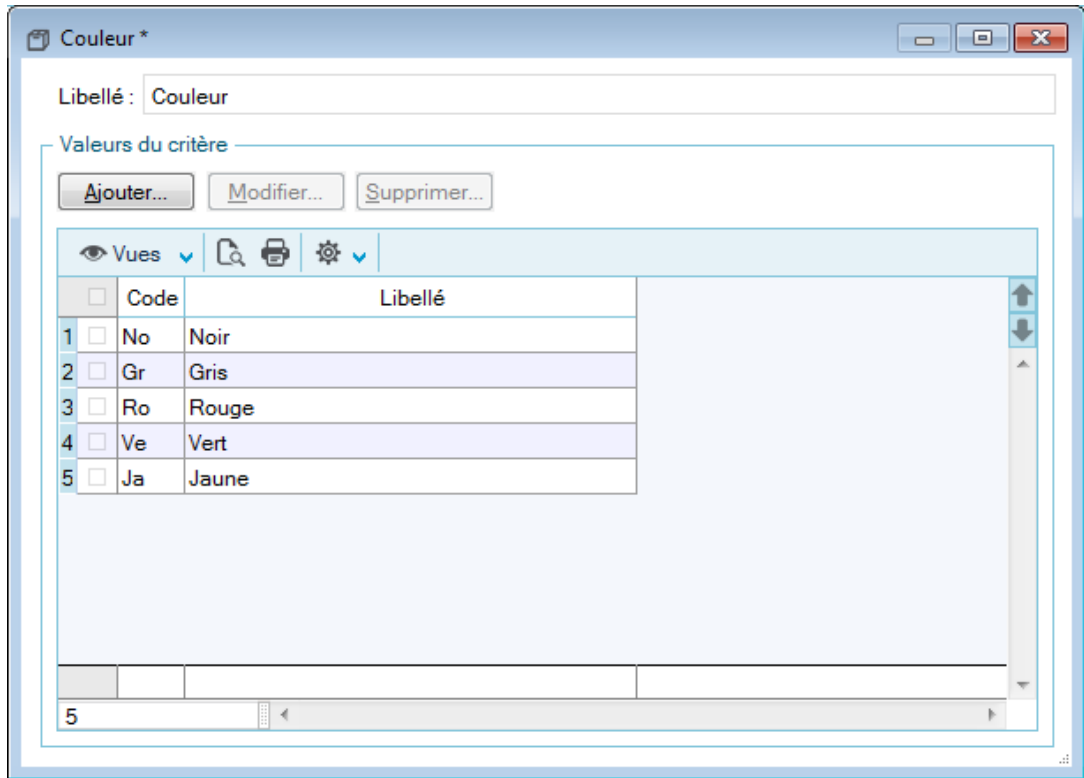 Couleur *
Libellé : Couleur
Valeurs du critère
Ajouter... Modifier... Supprimer...
Vues
Code Libellé
1 No Noir
2 Gr Gris
3 Ro Rouge
4 Ve Vert
5 Ja Jaune
5